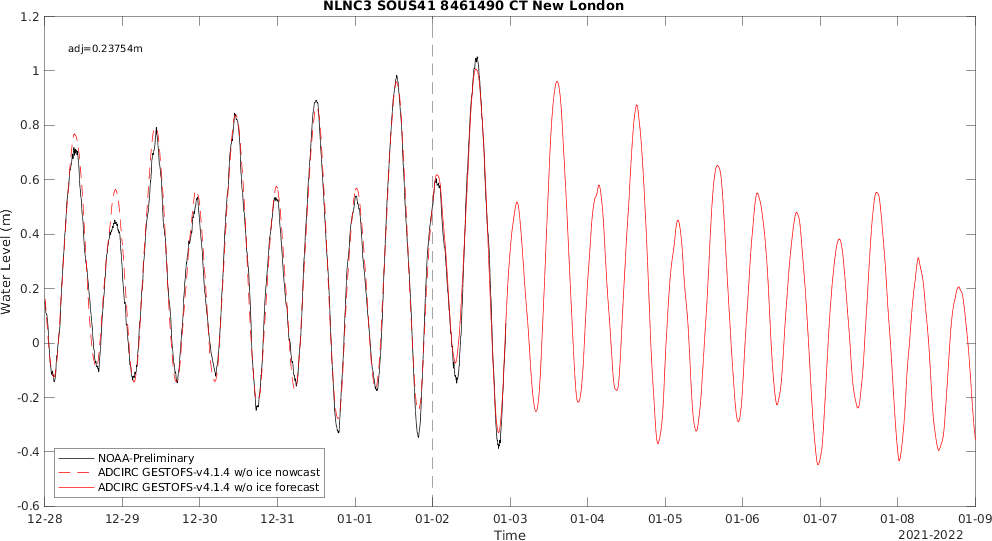 NLNC3 SOUS41 8461490 CT New London
adj=0.23754m
1.2
1
0.8
0.6
0.4
0.2
0
-0.2
-0.4
-0.6
Water Level (m)
NOAA-Preliminary
ADCIRC GESTOFS-v4.1.4 w/o ice nowcast
ADCIRC GESTOFS-v4.1.4 w/o ice forecast
12-28 12-29 12-30 12-31 01-01 01-02 01-03 01-04 01-05 01-06 01-07 01-08 01-09
Time
2021-2022